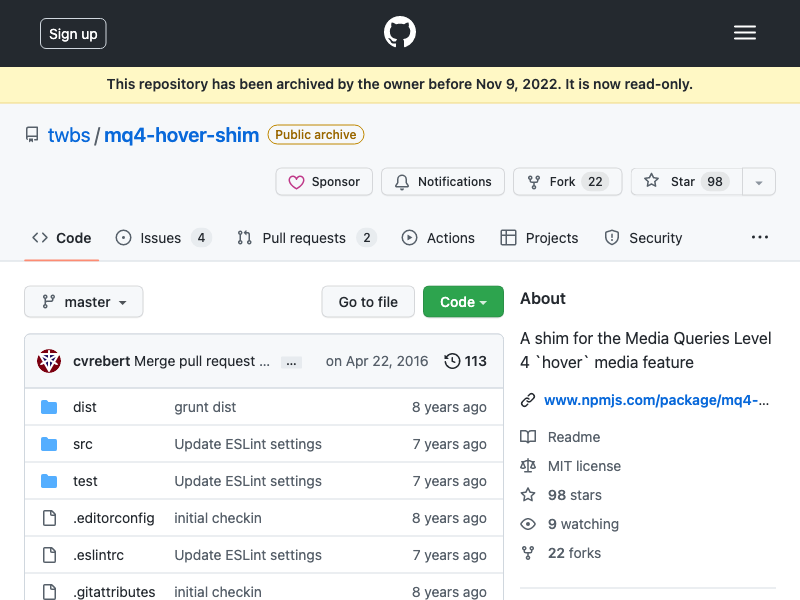 Sign up
This repository has been archived by the owner before Nov 9, 2022. It is now read-only.
twbs / mq4-hover-shim Public archive
Sponsor Notifications Fork 22 Star 98
Code Issues 4 Pull requests 2 Actions Projects Security ...
master Go to file Code
cvrebert Merge pull request ... ... on Apr 22, 2016 113
dist grunt dist 8 years ago
src Update ESLint settings 7 years ago
test Update ESLint settings 7 years ago
.editorconfig initial checkin 8 years ago
.eslintrc Update ESLint settings 7 years ago
.gitattributes initial checkin 8 years ago
About
A shim for the Media Queries Level
4 `hover` media feature
www.npmjs.com/package/mq4-...
Readme
MIT license
98 stars
9 watching
22 forks